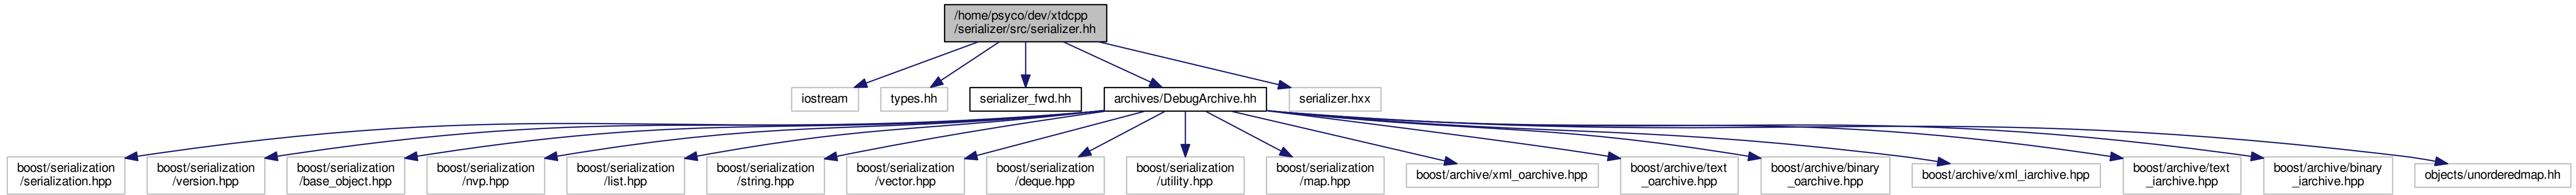 /home/psyco/dev/xtdcpp
/serializer/src/serializer.hh
iostream
types.hh
serializer_fwd.hh
archives/DebugArchive.hh
serializer.hxx
boost/serialization
/serialization.hpp
boost/serialization
/version.hpp
boost/serialization
/base_object.hpp
boost/serialization
/nvp.hpp
boost/serialization
/list.hpp
boost/serialization
/string.hpp
boost/serialization
/vector.hpp
boost/serialization
/deque.hpp
boost/serialization
/utility.hpp
boost/serialization
/map.hpp
boost/archive/xml_oarchive.hpp
boost/archive/text
_oarchive.hpp
boost/archive/binary
_oarchive.hpp
boost/archive/xml_iarchive.hpp
boost/archive/text
_iarchive.hpp
boost/archive/binary
_iarchive.hpp
objects/unorderedmap.hh